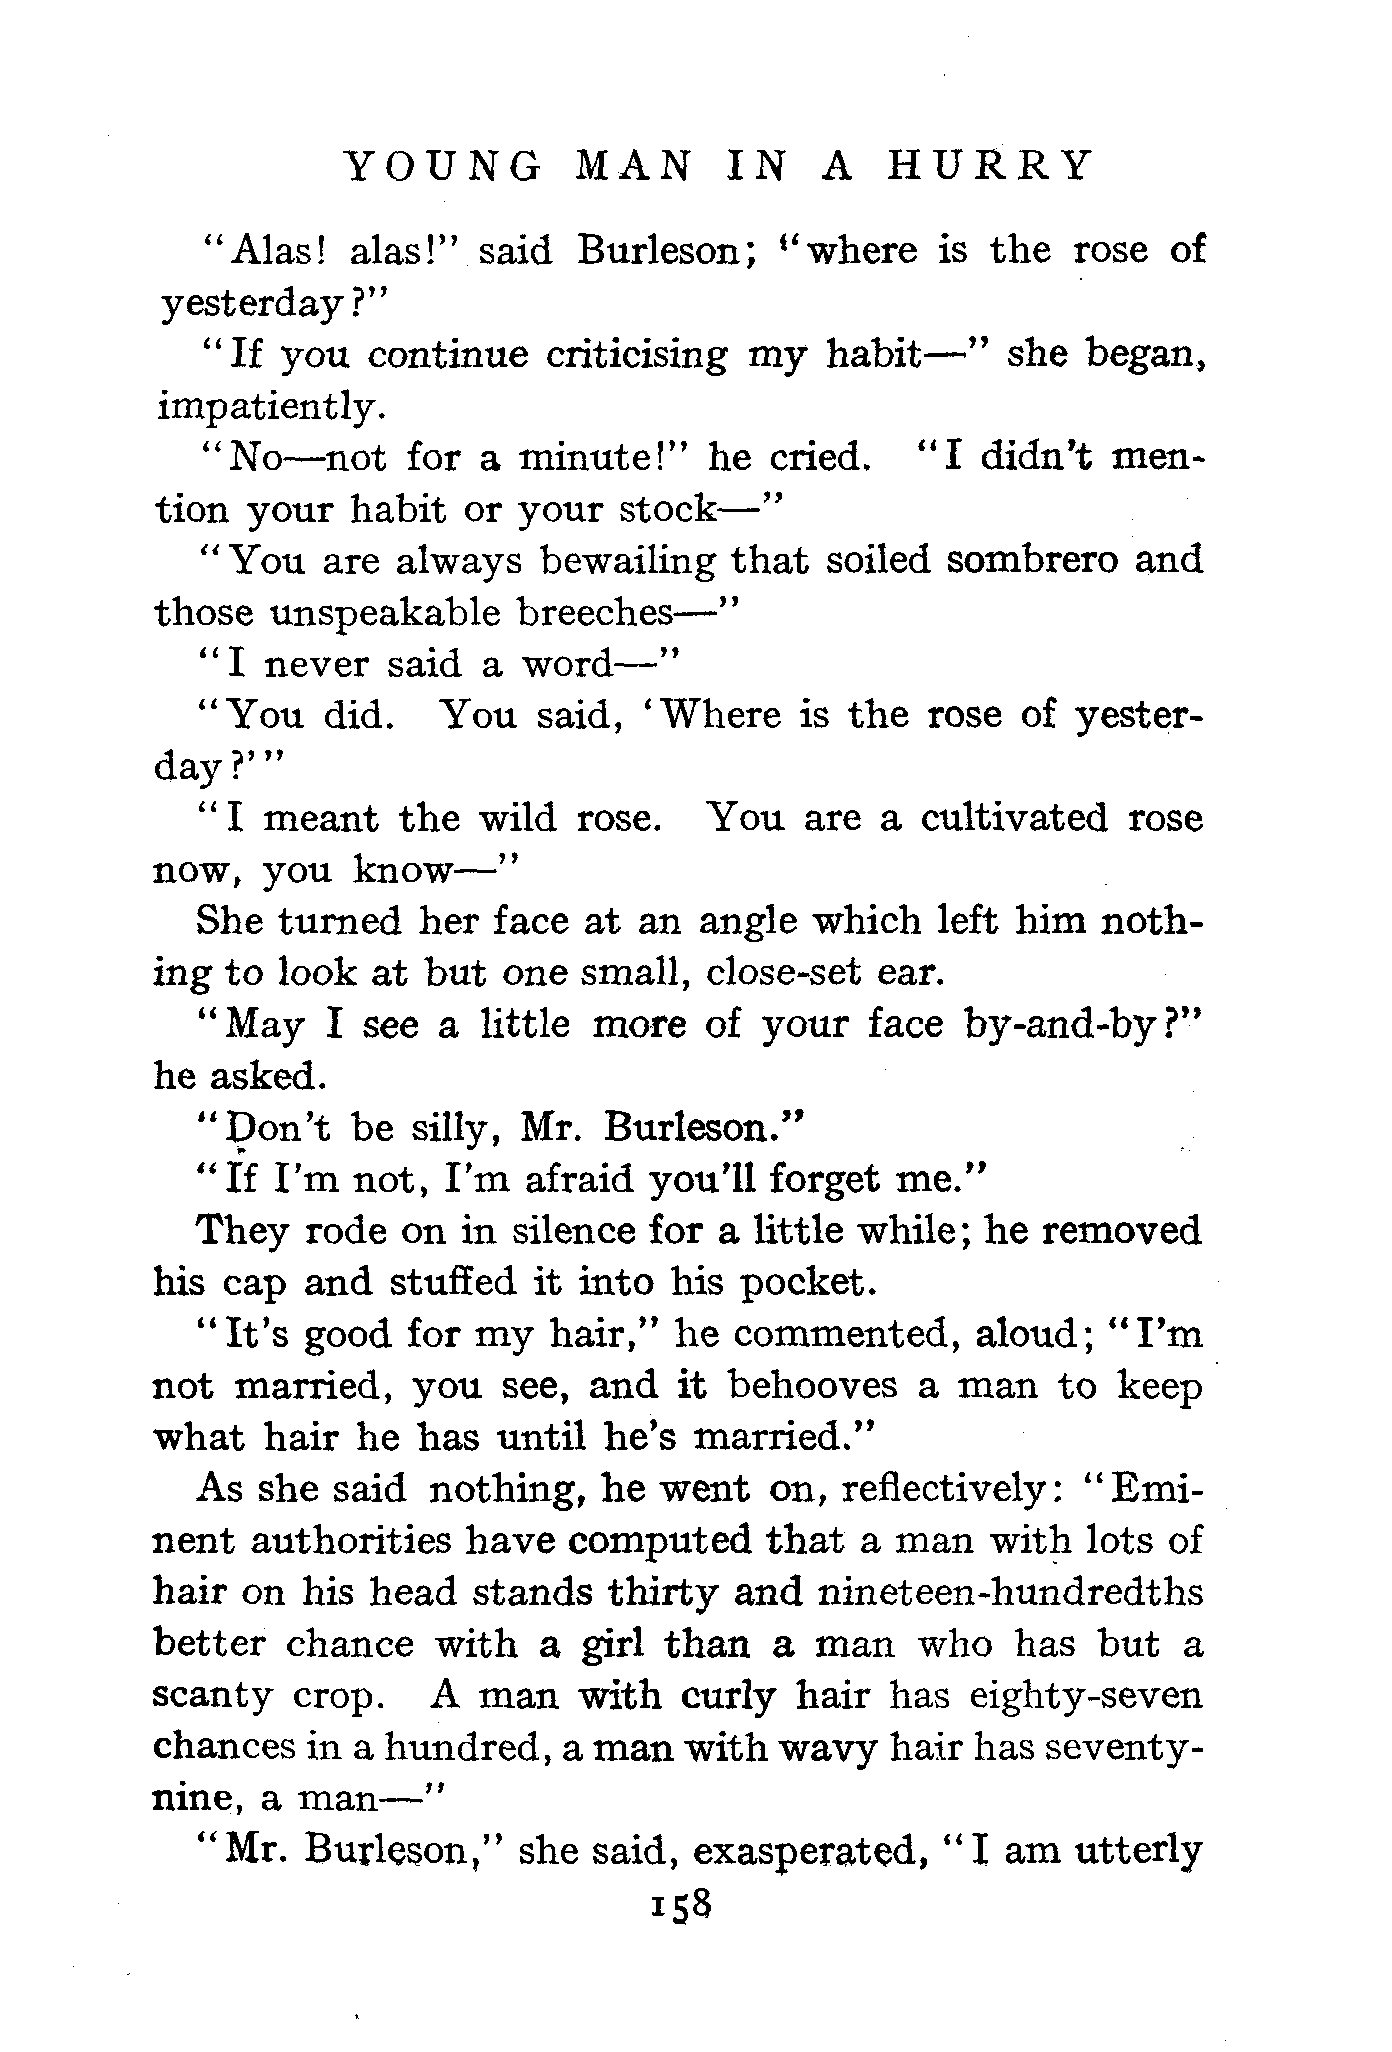 YOUNG MAN IN A HURRY
"Alas! alas!" said Burleson; "where is the rose of
yesterday?"
"If you continue criticising my habit—" she began,
impatiently.
"No—not for a minute!" he cried. "I didn't men-
tion your habit or your stock—"
"You are always bewailing that soiled sombrero and
those unspeakable breeches—"
"I never said a word—"
"You did. You said, 'Where is the rose of yester-
day?'"
"I meant the wild rose. You are a cultivated rose
now, you know—"
She turned her face at an angle which left him noth-
ing to look at but one small, close-set ear.
"May I see a little more of your face by-and-by?"
he asked.
"Don't be silly, Mr. Burleson."
"If I'm not, I'm afraid you'll forget me."
They rode on in silence for a little while; he removed
his cap and stuffed it into his pocket.
"It's good for my hair," he commented, aloud; "I'm
not married, you see, and it behooves a man to keep
what hair he has until he's married."
As she said nothing, he went on, reflectively: "Emi-
nent authorities have computed that a man with lots of
hair on his head stands thirty and nineteen-hundredths
better chance with a girl than a man who has but a
scanty crop. A man with curly hair has eighty-seven
chances in a hundred, a man with wavy hair has seventy-
nine, a man—"
"Mr. Burleson," she said, exasperated, "I am utterly
158